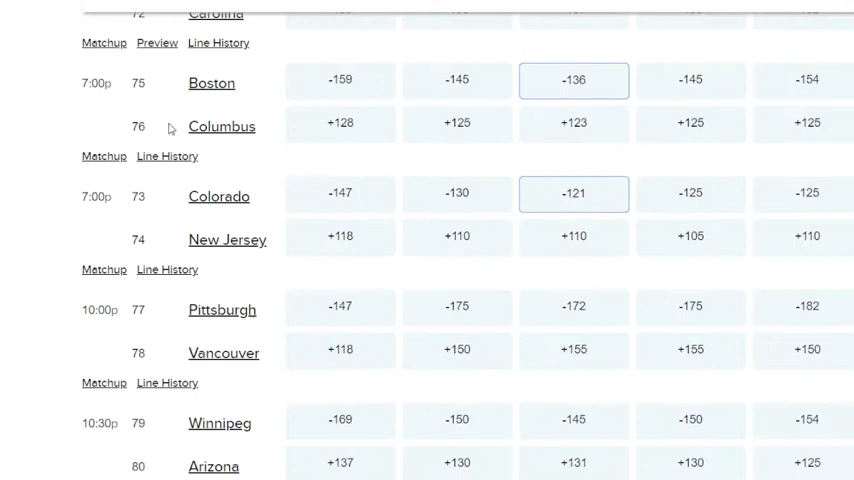 72 Carolina
Matchup Preview Line History
7:00p 75 Boston -159 -145 -136 -145 -154
76 Columbus +128 +125 +123 +125 +125
Matchup Line History
7:00p 73 Colorado -147 -130 -121 -125 -125
74 New Jersey +118 +110 +110 +105 +110
Matchup Line History
10:00p 77 Pittsburgh -147 -175 -172 -175 -182
78 Vancouver +118 +150 +155 +155 +150
Matchup Line History
10:30p 79 Winnipeg -169 -150 -145 -150 -154
80 Arizona +137 +130 +131 +130 +125